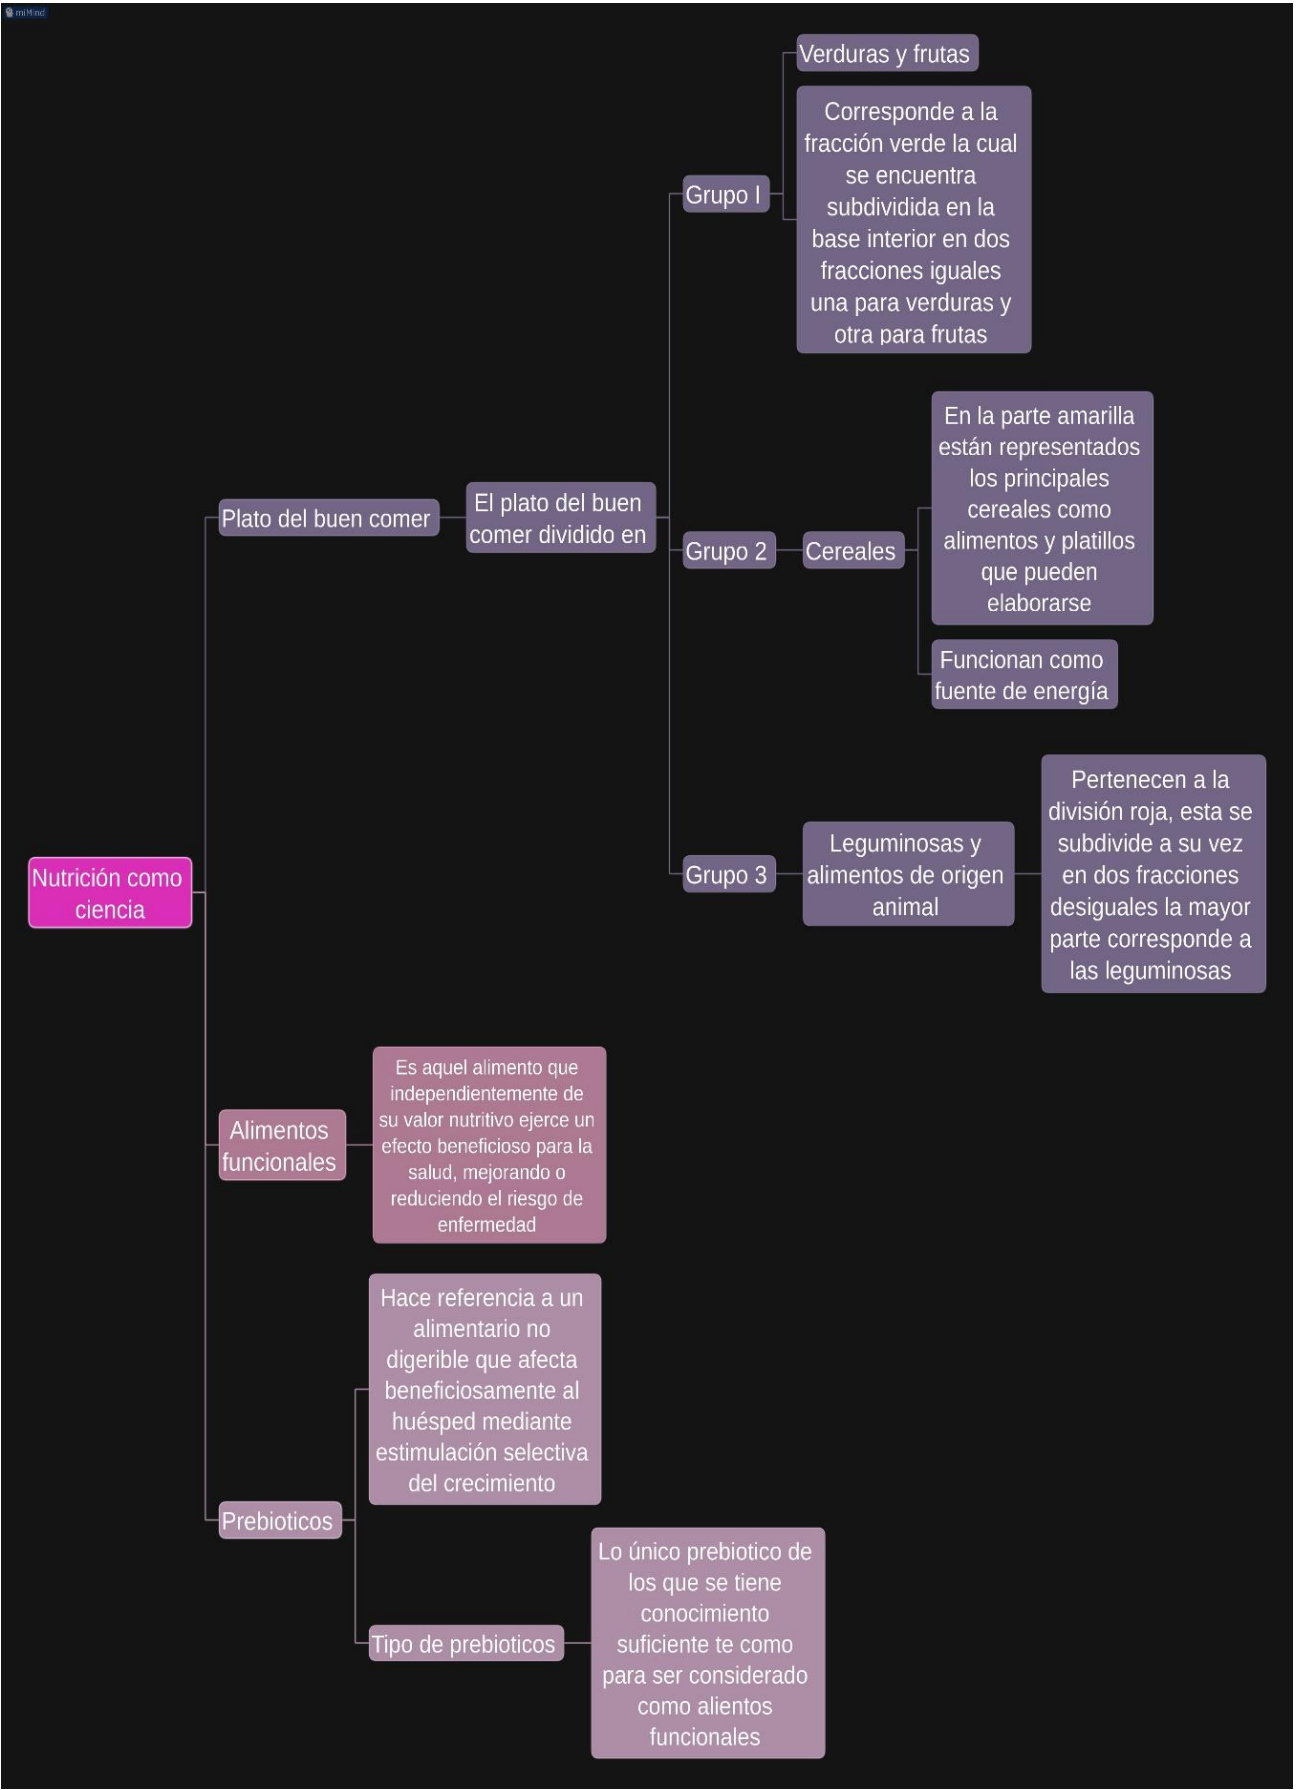 miMind
Verduras y frutas
Corresponde a la
fracción verde la cual
se encuentra
subdividida en la
base interior en dos
fracciones iguales
una para verduras y
otra para frutas
Grupo I
En la parte amarilla
están representados
los principales
cereales como
alimentos y platillos
que pueden
elaborarse
Plato del buen comer
El plato del buen
comer dividido en
Grupo 2
Cereales
Funcionan como
fuente de energía
Pertenecen a la
división roja, esta se
subdivide a su vez
en dos fracciones
desiguales la mayor
parte corresponde a
las leguminosas
Grupo 3
Leguminosas y
alimentos de origen
animal
Nutrición como
ciencia
Alimentos
funcionales
Es aquel alimento que
independientemente de
su valor nutritivo ejerce un
efecto beneficioso para la
salud, mejorando o
reduciendo el riesgo de
enfermedad
Hace referencia a un
alimentario no
digerible que afecta
beneficiosamente al
huésped mediante
estimulación selectiva
del crecimiento
Prebioticos
Tipo de prebioticos
Lo único prebiotico de
los que se tiene
conocimiento
suficiente te como
para ser considerado
como alientos
funcionales